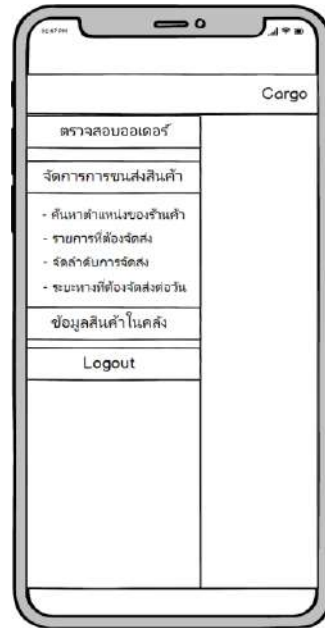 Cargo
ตรวจสอบออเดอร์
จัดการการขนส่งสินค้า
- ค้นหาตำแหน่งของร้านค้า
- รายการที่ต้องจัดส่ง
- จัดลำดับการจัดส่ง
- ระยะทางที่ต้องจัดส่งต่อวัน
ข้อมูลสินค้าในคลัง
Logout